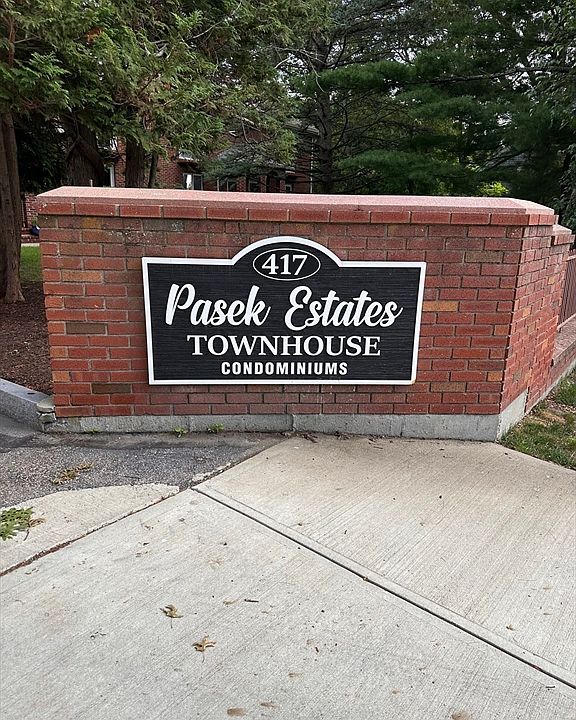 417
Pasek Estates
TOWNHOUSE
CONDOMINIUMS